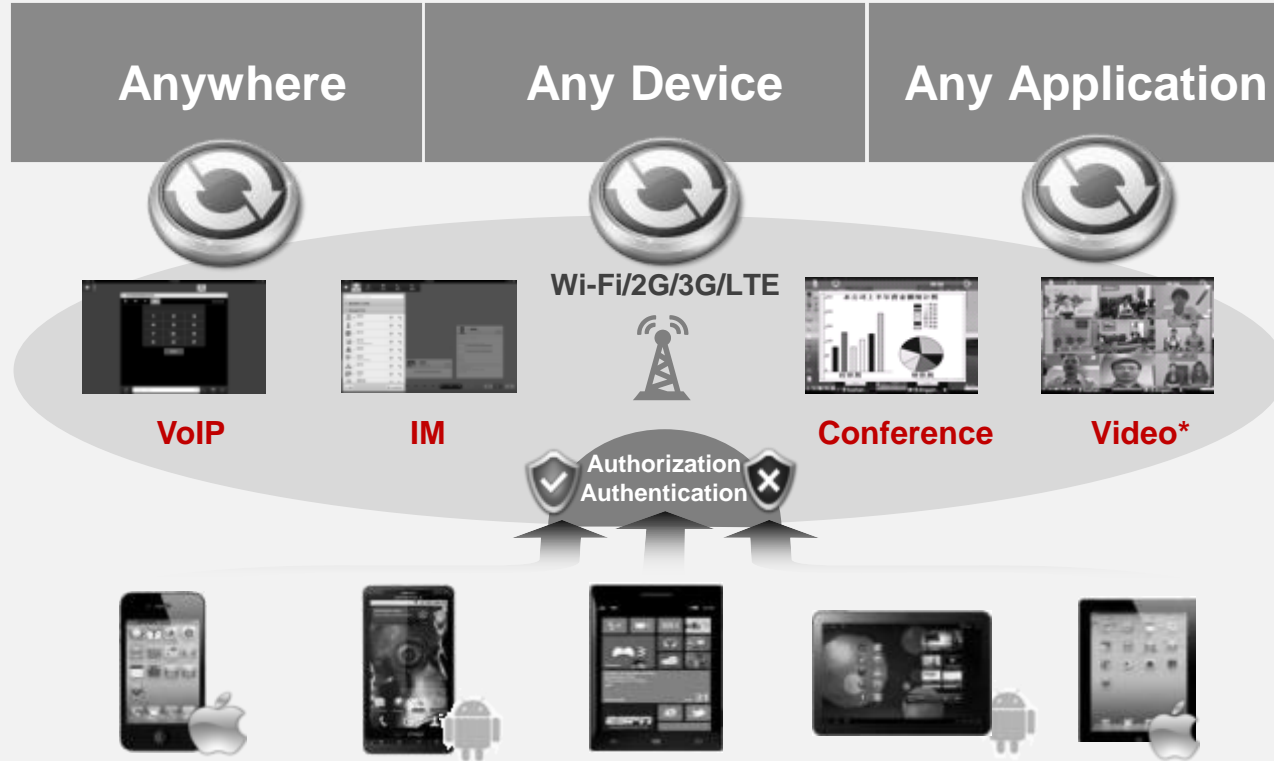 Anywhere
Any Device
Any Application
Wi-Fi/2G/3G/LTE
VoIP
IM
Conference
Video*
Authorization
Authentication